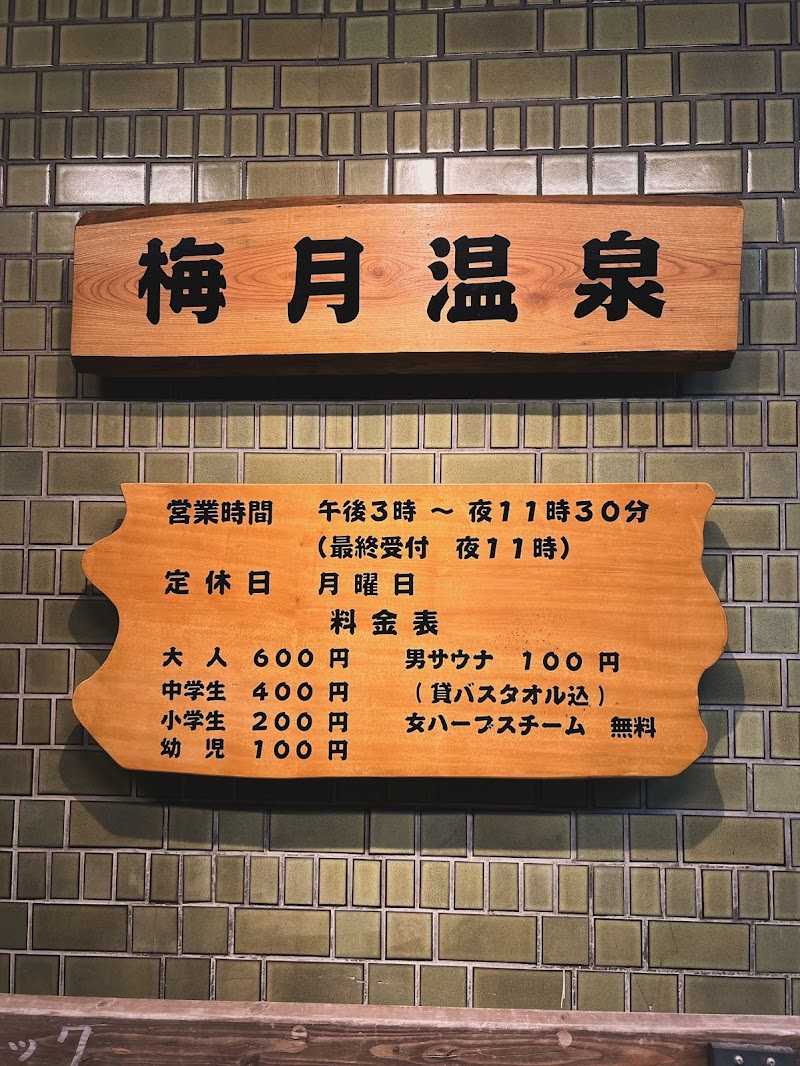 梅月温泉
営業時間 午後3時 ～ 夜11時30分
(最終受付 夜11時)
定休日 月曜日
料金表
大人 600円
中学生 400円
小学生 200円
幼児 100円
男サウナ 100円
(貸バスタオル込)
女ハーブスチーム 無料
ック